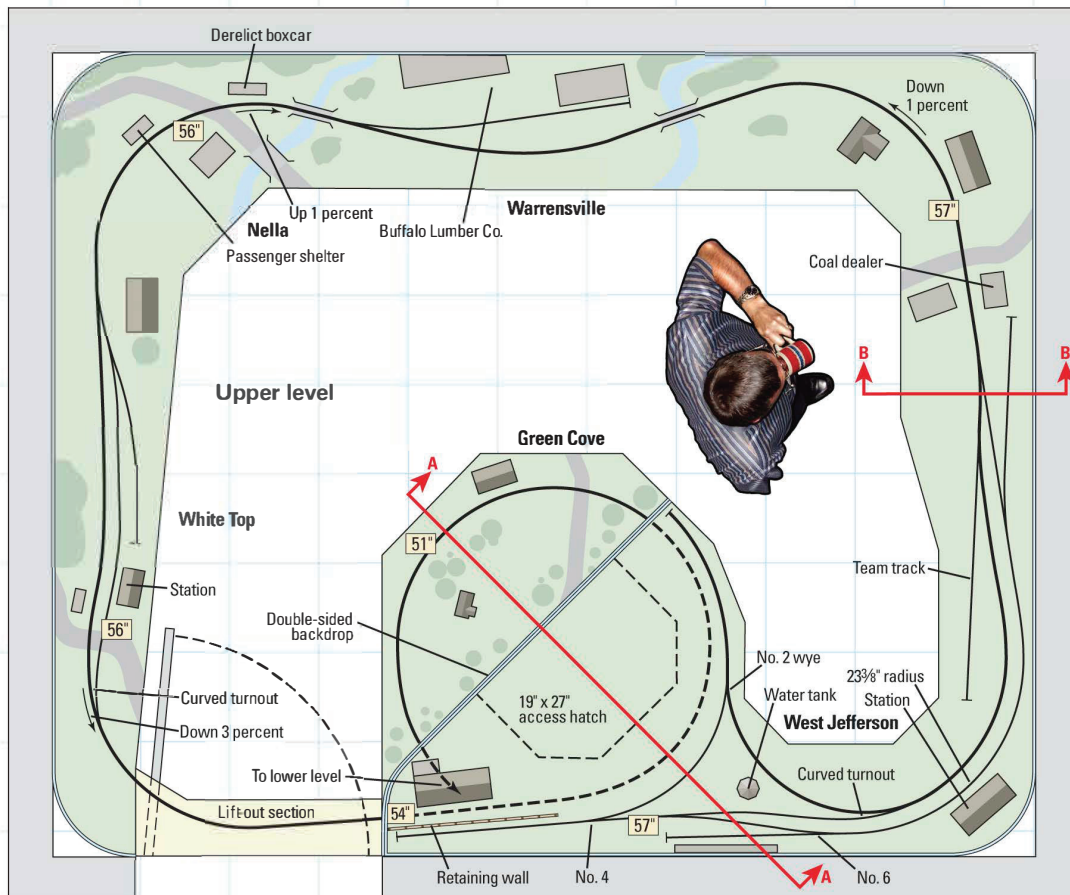 Derelict boxcar
Down
1 percent
56"
57"
Up 1 percent
Nella
Warrensville
Buffalo Lumber Co.
Passenger shelter
Coal dealer
B
B
Upper level
Green Cove
A
White Top
51"
Team track
Station
Double-sided
backdrop
56"
No. 2 wye
23⅜" radius
Station
Water tank
19" x 27"
access hatch
Curved turnout
West Jefferson
Down 3 percent
To lower level
Curved turnout
Lift-out section
54"
57"
Retaining wall
No. 4
A
No. 6